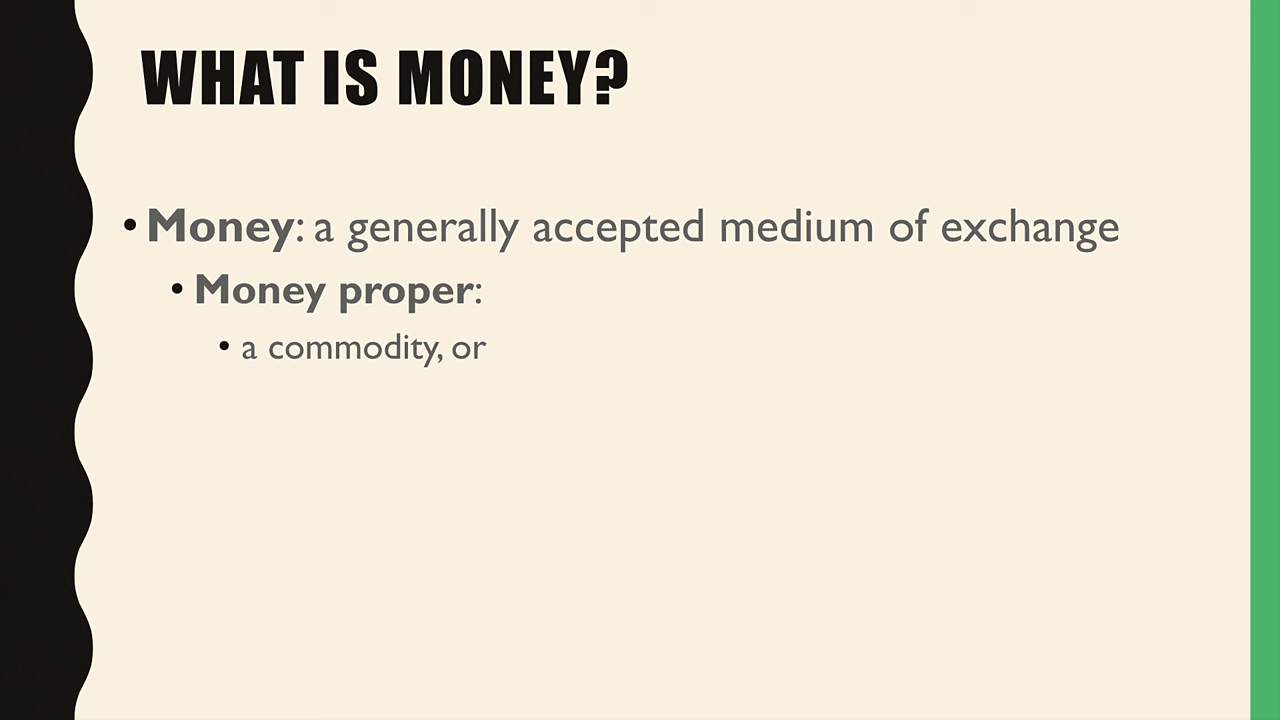 WHAT IS MONEY?
• Money: a generally accepted medium of exchange
• Money proper:
• a commodity, or